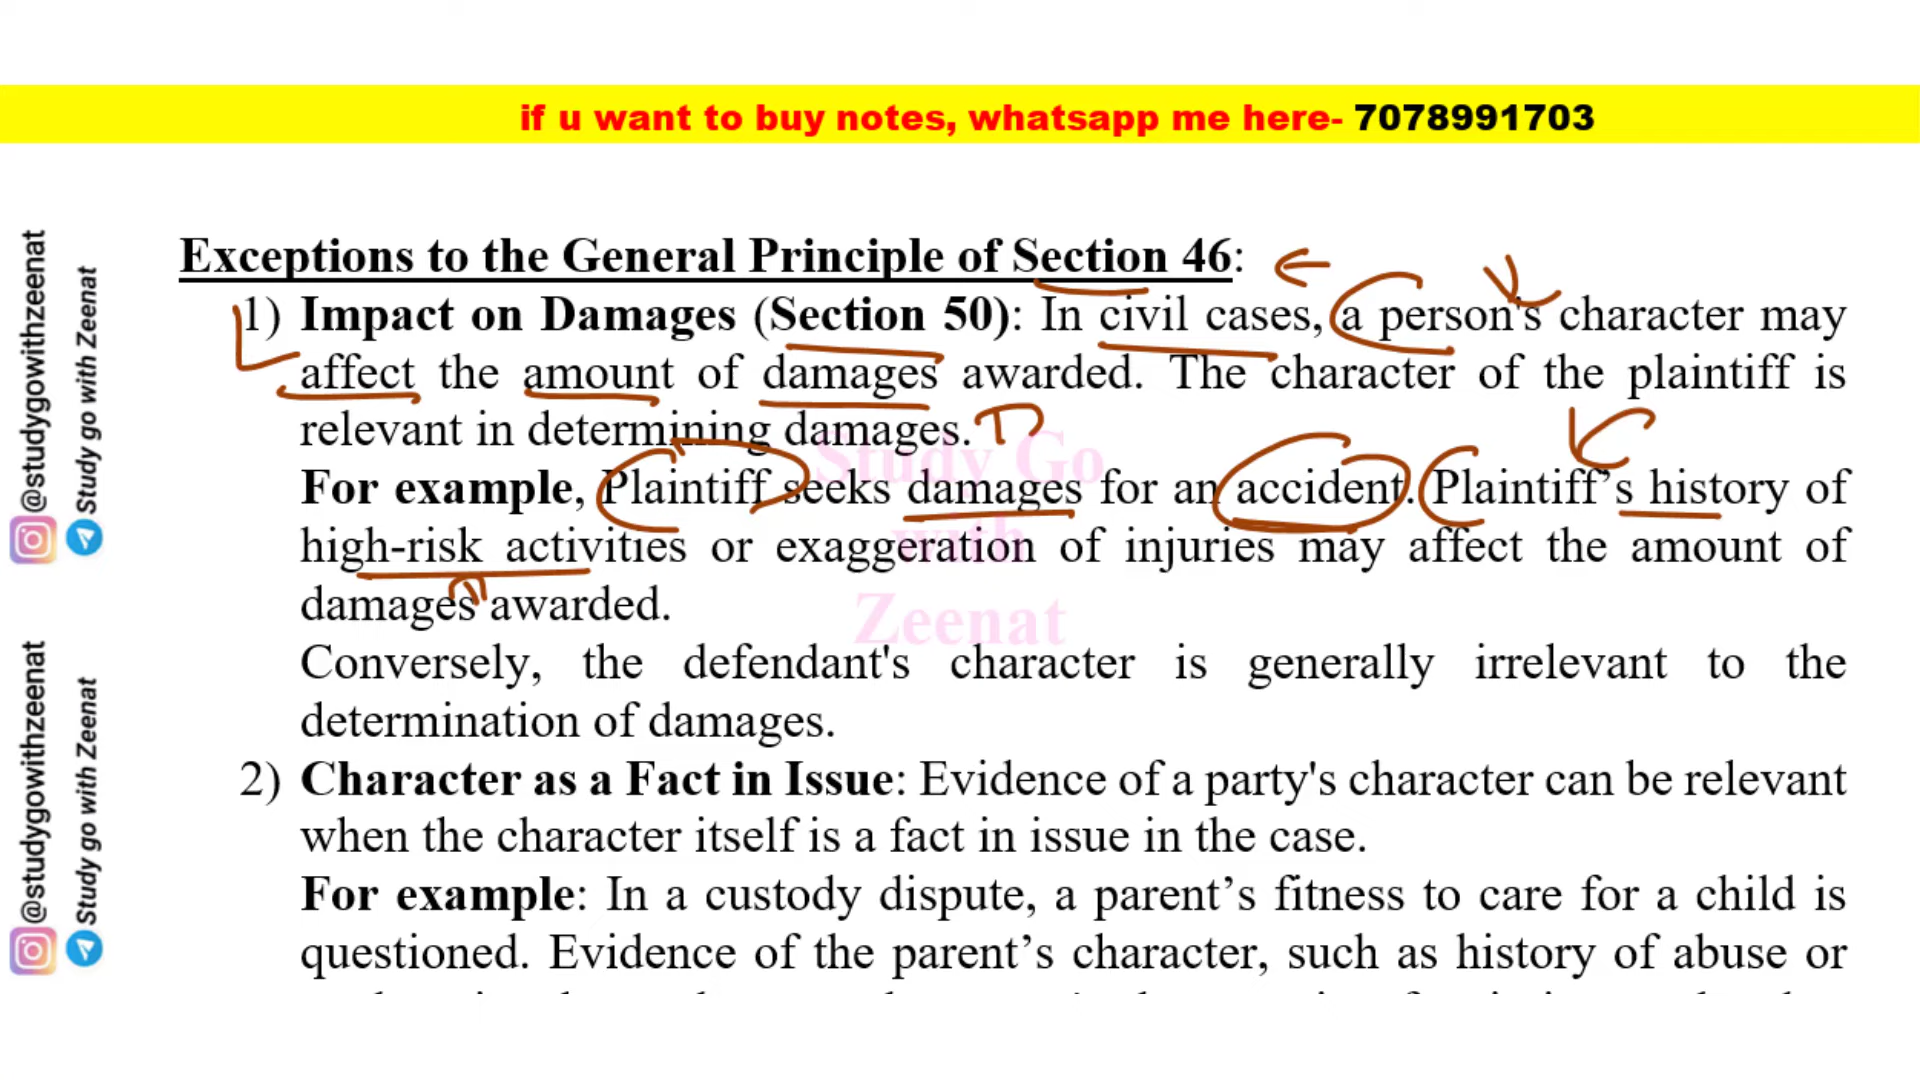 if u want to buy notes, whatsapp me here- 7078991703
Exceptions to the General Principle of Section 46:
1) Impact on Damages (Section 50): In civil cases, a person's character may
affect the amount of damages awarded. The character of the plaintiff is
relevant in determining damages.
For example, Plaintiff seeks damages for an accident. Plaintiff’s history of
high-risk activities or exaggeration of injuries may affect the amount of
damages awarded.
Conversely, the defendant's character is generally irrelevant to the
determination of damages.
2) Character as a Fact in Issue: Evidence of a party's character can be relevant
when the character itself is a fact in issue in the case.
For example: In a custody dispute, a parent’s fitness to care for a child is
questioned. Evidence of the parent’s character, such as history of abuse or
@studygowithzeenat
Study go with Zeenat
@studygowithzeenat
Study go with Zeenat
Study Go
with
Zeenat